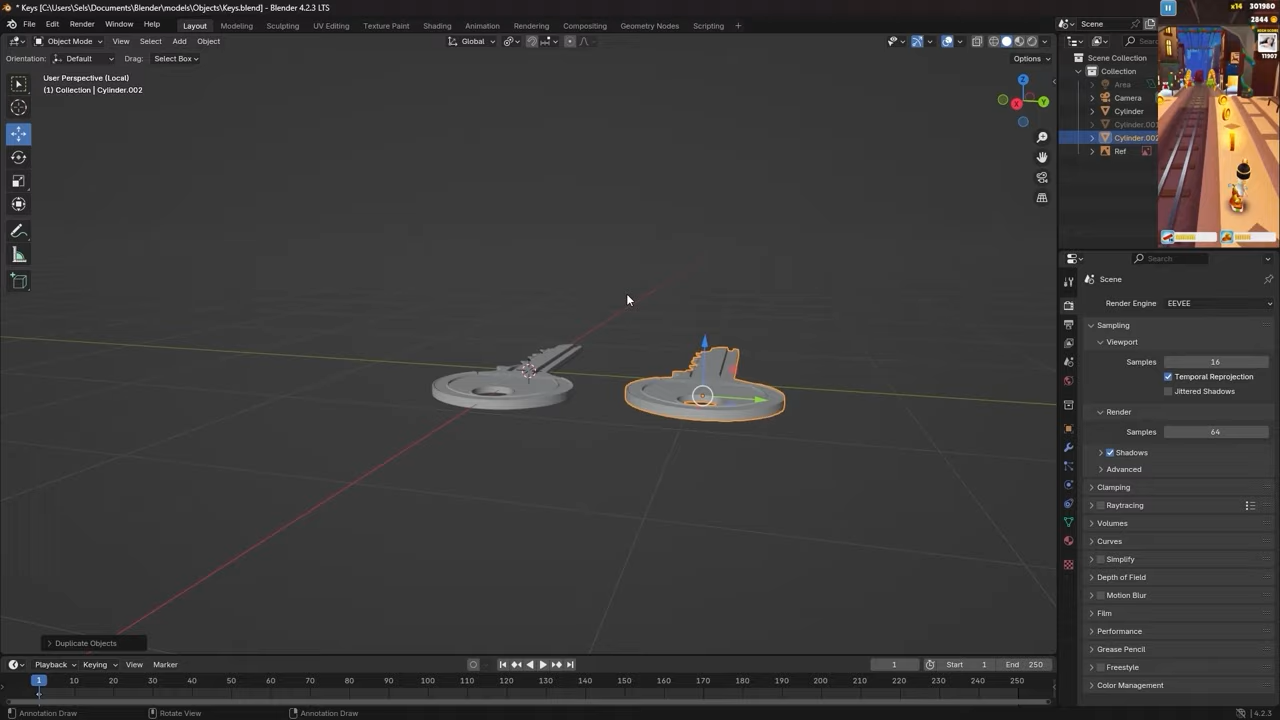 * Keys [C:\Users\Sels\Documents\Blender\models\Objects\Keys.blend] - Blender 4.2.3 LTS
File Edit Render Window Help Layout Modeling Sculpting UV Editing Texture Paint Shading Animation Rendering Compositing Geometry Nodes Scripting + Scene
Object Mode View Select Add Object Global
Orientation: Default Drag: Select Box Options
User Perspective (Local)
(1) Collection | Cylinder.002
Z
X
Y
Scene Collection
Collection
Area
Camera
Cylinder
Cylinder.00
Cylinder.002
Ref
x14 301980
2844
11907
Search
Scene
Render Engine EEVEE
Sampling
Viewport
Samples 16
Temporal Reprojection
Jittered Shadows
Render
Samples 64
Shadows
Advanced
Clamping
Raytracing
Volumes
Curves
Simplify
Depth of Field
Motion Blur
Film
Performance
Grease Pencil
Freestyle
Color Management
Duplicate Objects
Playback Keying View Marker 1 Start 1 End 250
1 10 20 30 40 50 60 70 80 90 100 110 120 130 140 150 160 170 180 190 200 210 220 230 240 250
Annotation Draw Rotate View Annotation Draw 4.2.3